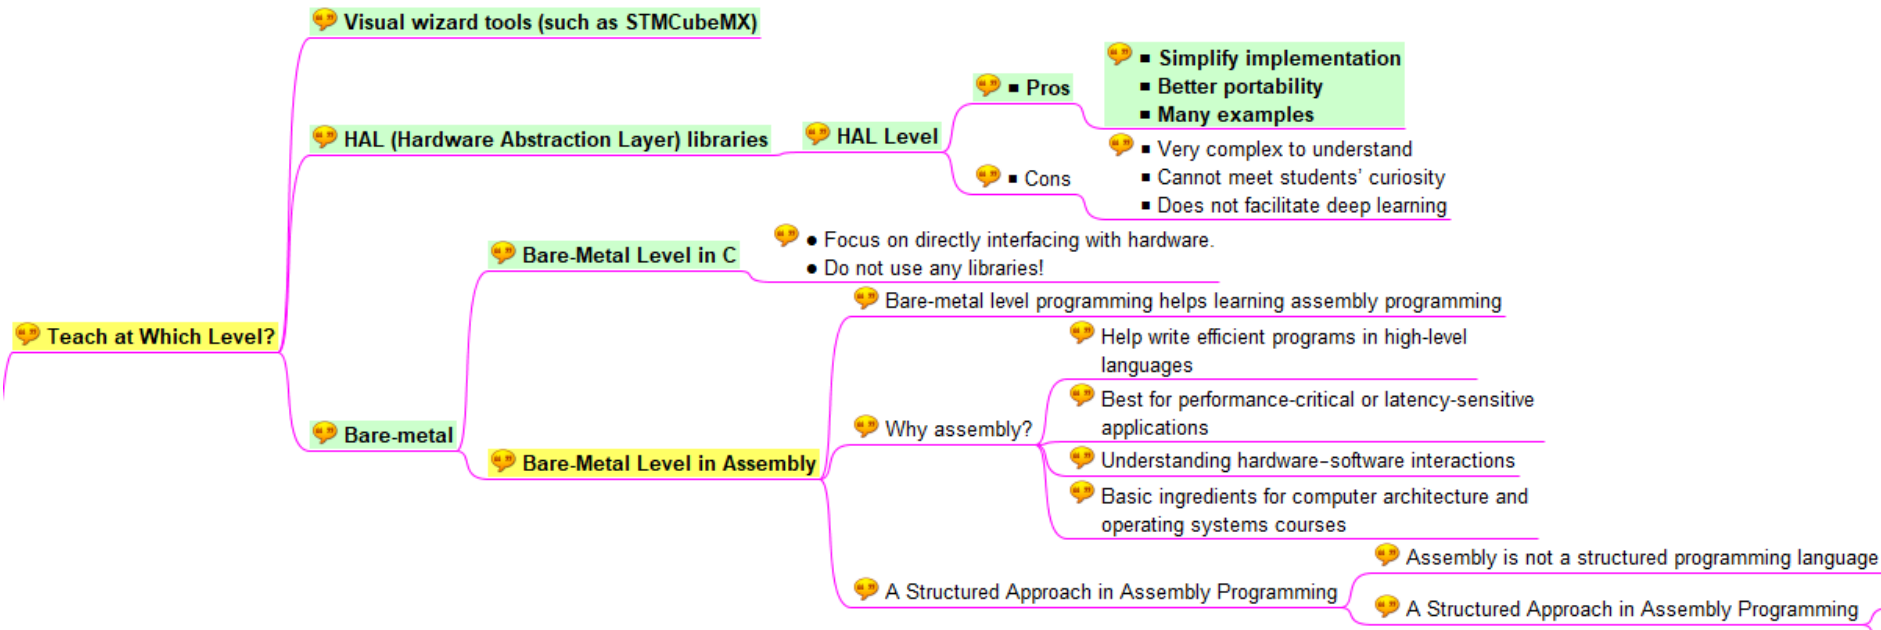 Visual wizard tools (such as STMCubeMX)
▪ Simplify implementation
▪ Pros
▪ Better portability
▪ Many examples
HAL (Hardware Abstraction Layer) libraries
HAL Level
▪ Very complex to understand
▪ Cons
▪ Cannot meet students' curiosity
▪ Does not facilitate deep learning
Bare-Metal Level in C
● Focus on directly interfacing with hardware.
● Do not use any libraries!
Bare-metal level programming helps learning assembly programming
Teach at Which Level?
Help write efficient programs in high-level
languages
Best for performance-critical or latency-sensitive
applications
Bare-metal
Why assembly?
Bare-Metal Level in Assembly
Understanding hardware–software interactions
Basic ingredients for computer architecture and
operating systems courses
Assembly is not a structured programming language
A Structured Approach in Assembly Programming
A Structured Approach in Assembly Programming